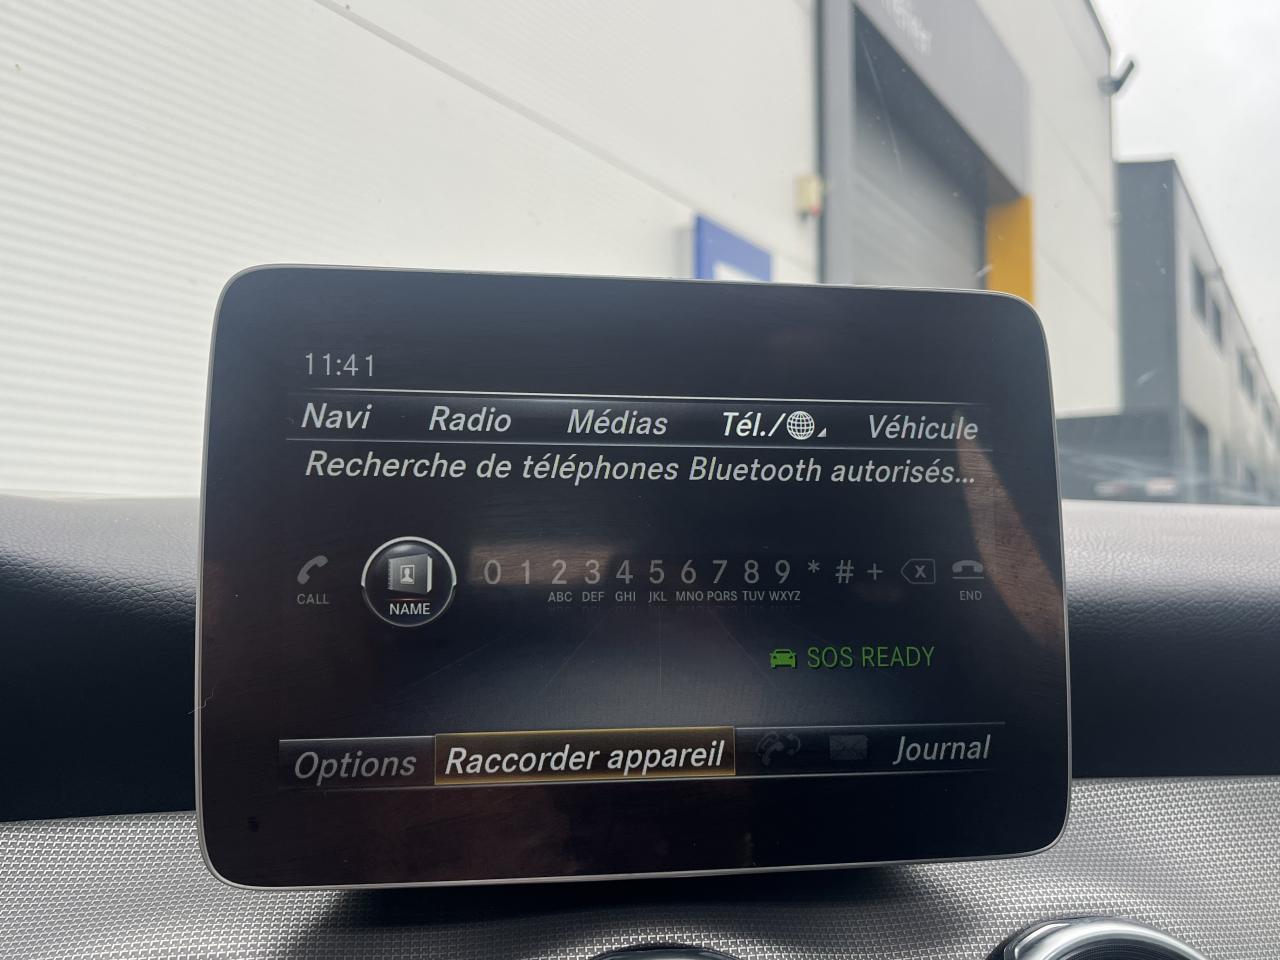 11:41
Navi Radio Médias Tél./ Véhicule
Recherche de téléphones Bluetooth autorisés...
0 1 2 3 4 5 6 7 8 9 * # + X
CALL NAME ABC DEF GHI JKL MNO PQRS TUV WXYZ END
SOS READY
Options Raccorder appareil Journal